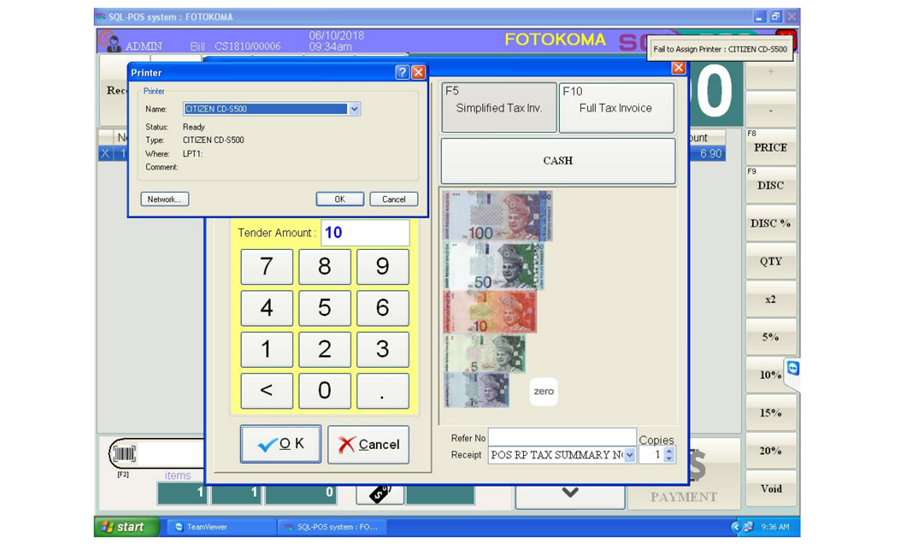 SQL-POS system : FOTOKOMA
ADMIN
Bill : CS1810/00006
06/10/2018
09:34am
FOTOKOMA
Fail to Assign Printer : CITIZEN CD-S500
Printer
Printer
Name: CITIZEN CD-S500
Status: Ready
Type: CITIZEN CD-S500
Where: LPT1:
Comment:
Network...
OK
Cancel
F5
Simplified Tax Inv.
F10
Full Tax Invoice
CASH
X 1
6.90
Tender Amount : 10
7 8 9
4 5 6
1 2 3
< 0 .
OK
Cancel
100
50
10
5
zero
Refer No
Copies
Receipt POS RP TAX SUMMARY 1
+
-
F8
PRICE
F9
DISC
DISC %
QTY
x2
5%
10%
15%
20%
Void
[F2]
items
1 1 0
$
PAYMENT
start
TeamViewer
SQL-POS system : FO...
9:36 AM